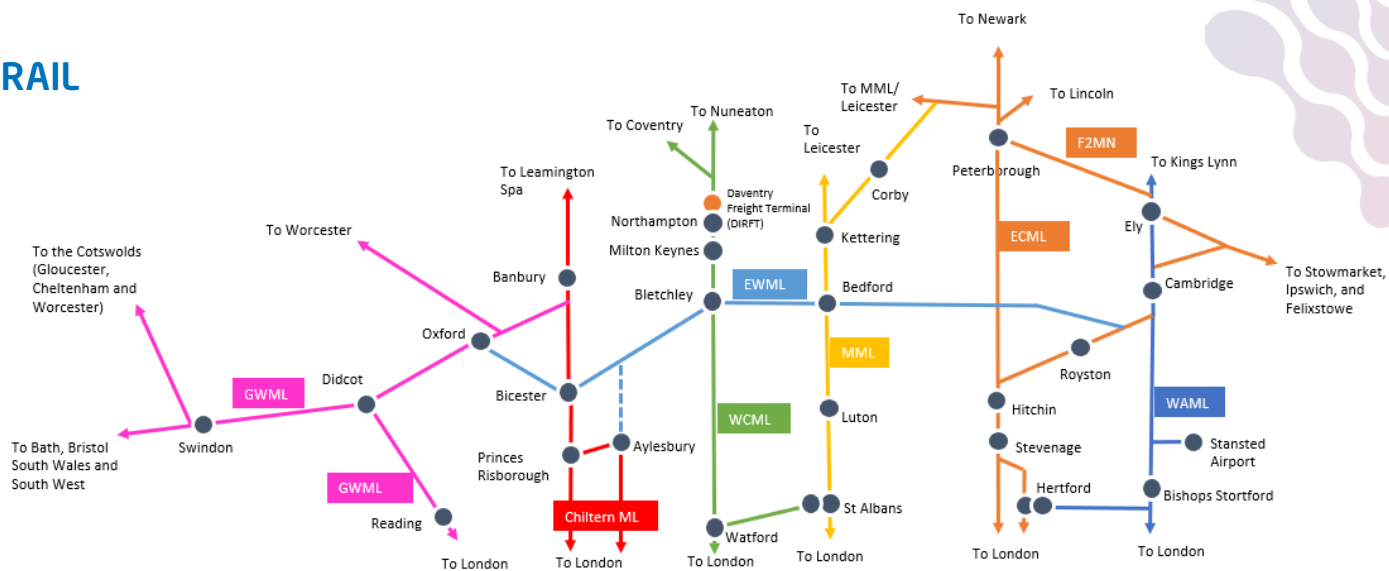 RAIL
To Newark
To MML/
Leicester
To Lincoln
To Nuneaton
To Coventry
To
Leicester
F2MN
To Kings Lynn
Peterborough
Corby
To Leamington
Spa
Daventry
Freight Terminal
(DIRFT)
Northampton
Ely
To Worcester
Kettering
ECML
Milton Keynes
To the Cotswolds
(Gloucester,
Cheltenham and
Worcester)
Banbury
To Stowmarket,
Ipswich, and
Felixstowe
Cambridge
EWML
Bedford
Bletchley
Oxford
MML
Royston
Didcot
GWML
Bicester
Hitchin
WAML
Luton
WCML
Swindon
Aylesbury
Stevenage
Stansted
Airport
To Bath, Bristol
South Wales and
South West
Princes
Risborough
GWML
Hertford
Bishops Stortford
Chiltern ML
St Albans
Reading
Watford
To London
To London
To London
To London
To London
To London